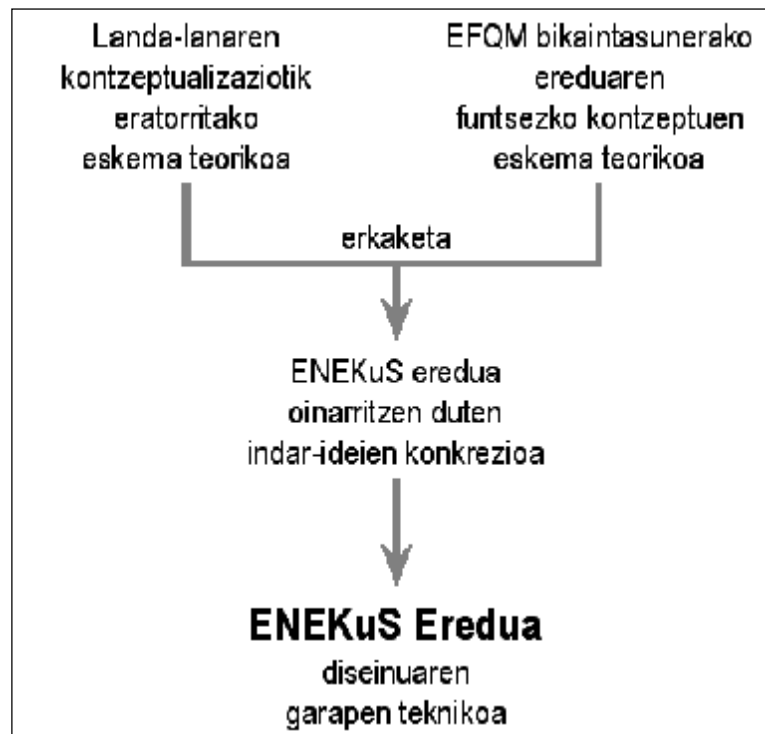 Landa-lanaren
kontzeptualizaziotik
eratorritako
eskema teorikoa
EFQM bikaintasunerako
ereduaren
funtsezko kontzeptuen
eskema teorikoa
erkaketa
ENEKuS eredua
oinarritzen duten
indar-ideien konkrezioa
ENEKuS Eredua
diseinuaren
garapen teknikoa